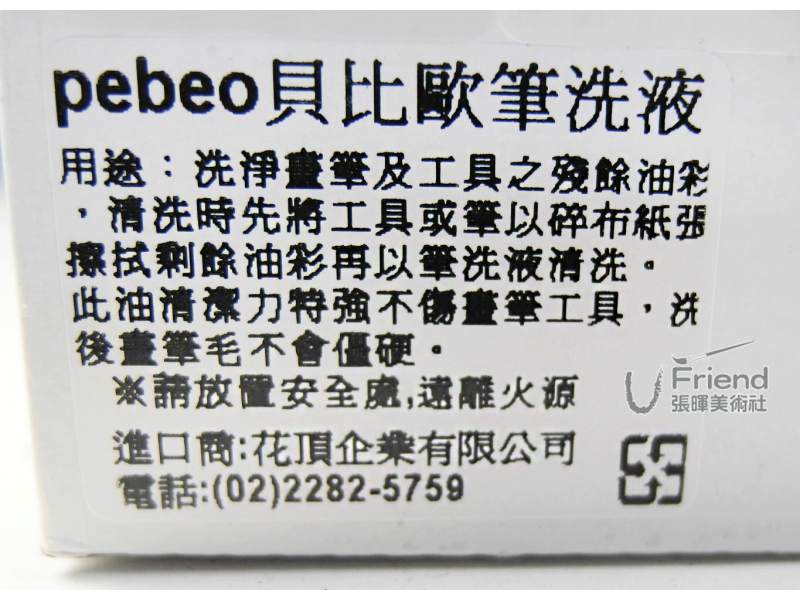 pebeo貝比歐筆洗液
用途：洗淨畫筆及工具之殘餘油彩
，清洗時先將工具或筆以碎布紙張
擦拭剩餘油彩再以筆洗液清洗。
此油清潔力特強不傷畫筆工具，洗
後畫筆毛不會僵硬。
※請放置安全處,遠離火源
進口商:花頂企業有限公司
電話:(02)2282-5759
U Friend
張暉美術社